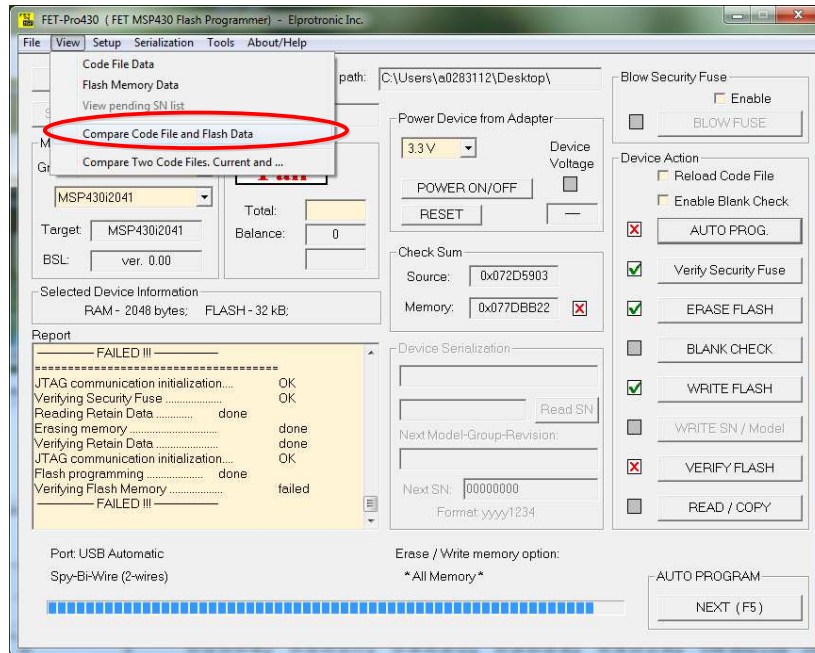 FET-Pro430 ( FET MSP430 Flash Programmer) - Elprotronic Inc.
File View Setup Serialization Tools About/Help
Code File Data
Flash Memory Data
View pending SN list
Compare Code File and Flash Data
Compare Two Code Files. Current and ...
path: C:\Users\a0283112\Desktop\
MSP430i2041
Target: MSP430i2041
BSL: ver. 0.00
Total:
Balance: 0
Selected Device Information
RAM - 2048 bytes; FLASH - 32 kB;
Report
FAILED !!!
=====================================
JTAG communication initialization.... OK
Verifying Security Fuse ................... OK
Reading Retain Data ............. done
Erasing memory ........................ done
Verifying Retain Data ................. done
JTAG communication initialization.... OK
Flash programming ................... done
Verifying Flash Memory .................. failed
FAILED !!!
Power Device from Adapter
3.3 V
Device
Voltage
POWER ON/OFF
RESET
Check Sum
Source: 0x072D5903
Memory: 0x077DBB22
Device Serialization
Read SN
Next Model-Group-Revision:
Next SN: 00000000
Format: yyyy1234
Blow Security Fuse
Enable
BLOW FUSE
Device Action
Reload Code File
Enable Blank Check
AUTO PROG.
Verify Security Fuse
ERASE FLASH
BLANK CHECK
WRITE FLASH
WRITE SN / Model
VERIFY FLASH
READ / COPY
Port: USB Automatic
Spy-Bi-Wire (2-wires)
Erase / Write memory option:
*All Memory*
AUTO PROGRAM
NEXT (F5)